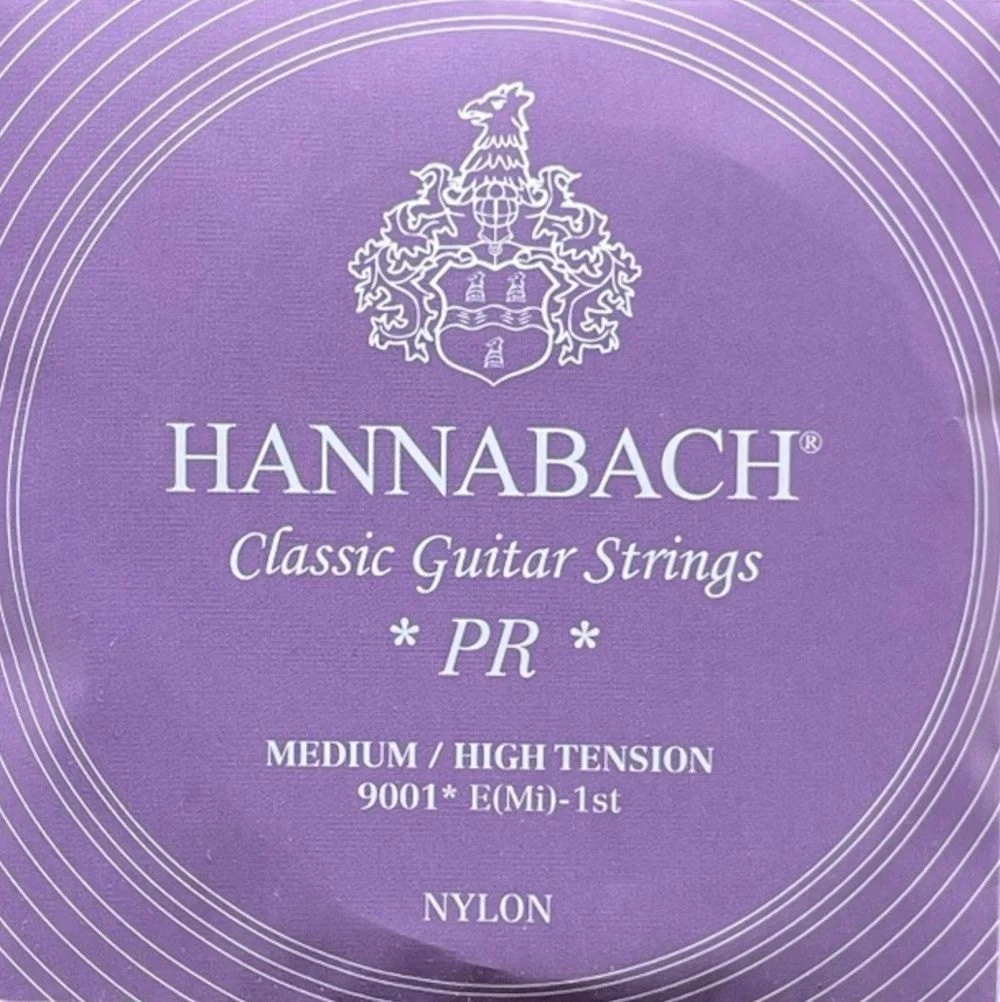 HANNABACH®
Classic Guitar Strings
* PR *
MEDIUM / HIGH TENSION
9001* E(Mi)-1st
NYLON